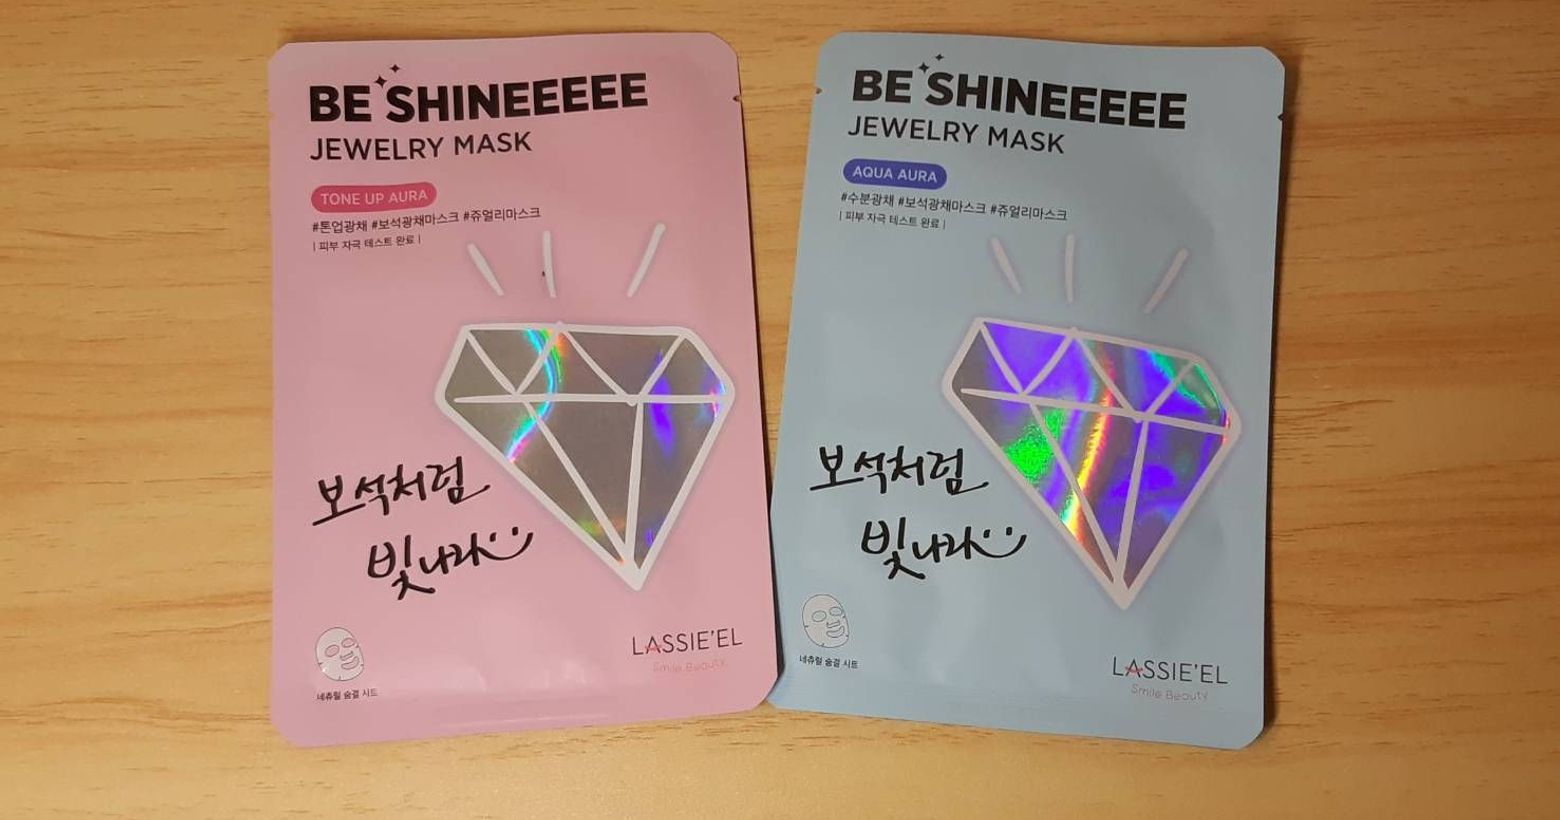 BE SHINEEEEE
JEWELRY MASK
TONE UP AURA
#톤업광채 #보석광채마스크 #쥬얼리마스크
| 피부 자극 테스트 완료 |
보석처럼
빛나라
네츄럴 숨결 시트
LASSIE'EL
Smile Beauty
BE SHINEEEEE
JEWELRY MASK
AQUA AURA
#수분광채 #보석광채마스크 #쥬얼리마스크
| 피부 자극 테스트 완료 |
보석처럼
빛나라
네츄럴 숨결 시트
LASSIE'EL
Smile Beauty